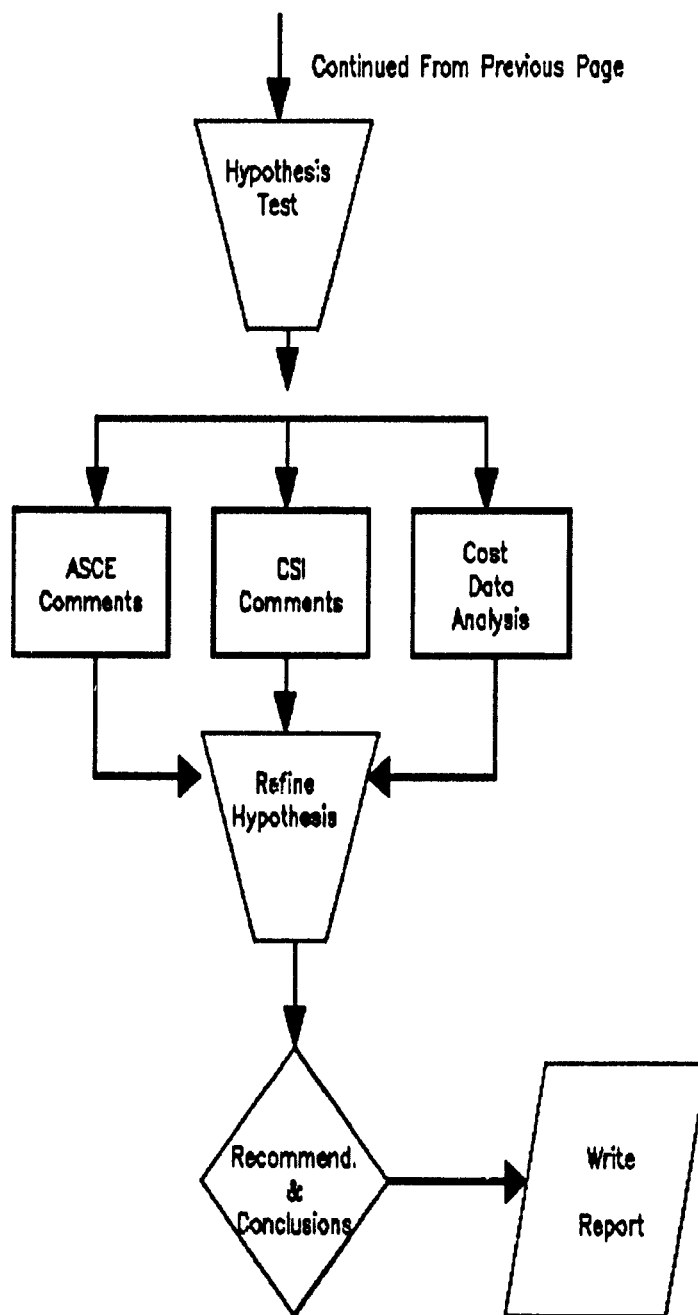 Continued From Previous Page
Hypothesis
Test
ASCE
Comments
CSI
Comments
Cost
Data
Analysis
Refine
Hypothesis
Recommend.
&
Conclusions
Write
Report